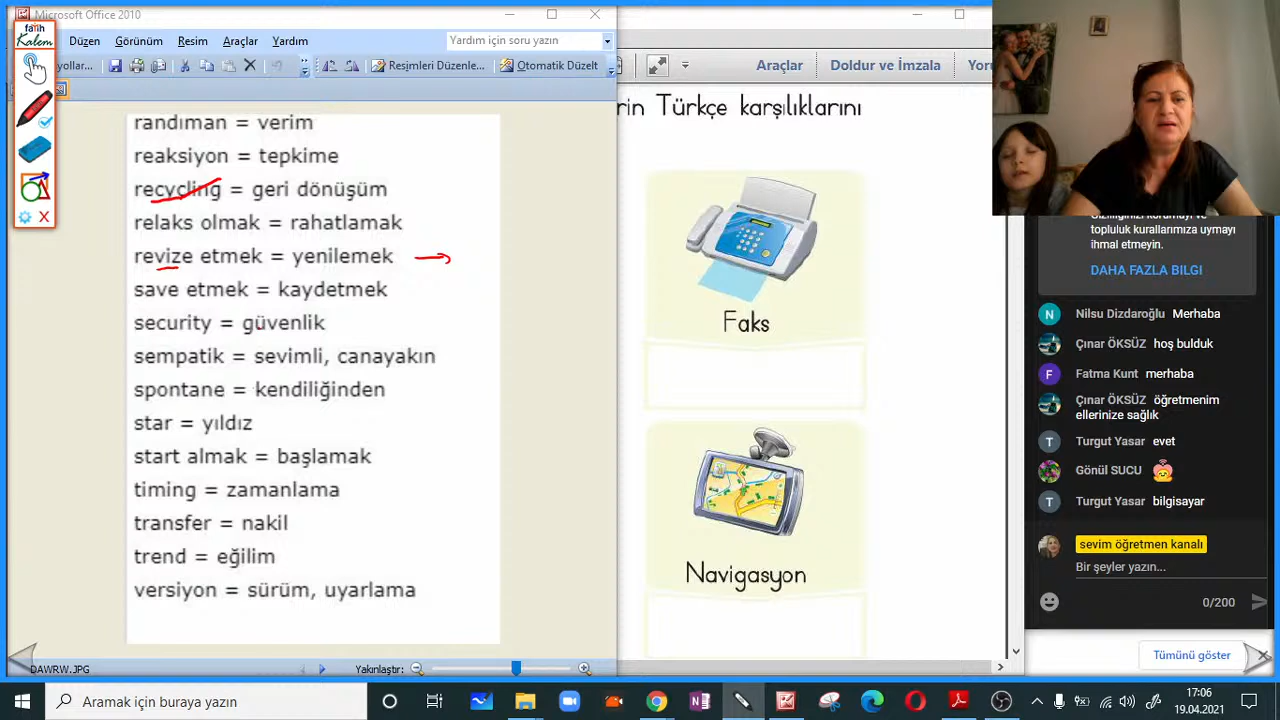 Microsoft Office 2010
fatih
Kalem
Düzen Görünüm Resim Araçlar Yardım
Yardım için soru yazın
yollar...
Resimleri Düzenle...
Otomatik Düzelt
randıman = verim
reaksiyon = tepkime
recycling = geri dönüşüm
relaks olmak = rahatlamak
revize etmek = yenilemek
save etmek = kaydetmek
security = güvenlik
sempatik = sevimli, canayakın
spontane = kendiliğinden
star = yıldız
start almak = başlamak
timing = zamanlama
transfer = nakil
trend = eğilim
versiyon = sürüm, uyarlama
DAWRW.JPG
Yakınlaştır:
Araçlar Doldur ve İmzala Yoru
rin Türkçe karşılıklarını
Faks
Navigasyon
topluluk kurallarımıza uymayı
ihmal etmeyin.
DAHA FAZLA BILGI
N Nilsu Dizdaroğlu Merhaba
Çınar ÖKSÜZ hoş bulduk
F Fatma Kunt merhaba
Çınar ÖKSÜZ öğretmenim
ellerinize sağlık
T Turgut Yasar evet
Gönül SUCU
T Turgut Yasar bilgisayar
sevim öğretmen kanalı
Bir şeyler yazın...
0/200
Tümünü göster
Aramak için buraya yazın
17:06
19.04.2021